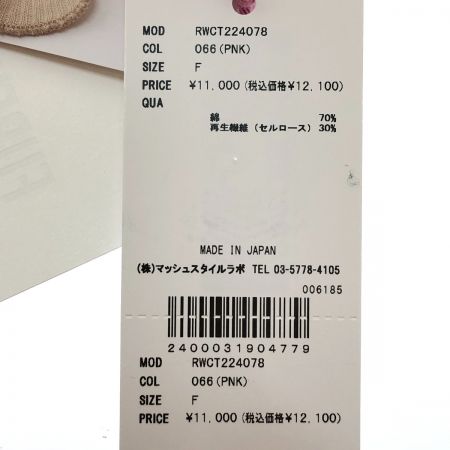 MOD RWCT224078
COL 066(PNK)
SIZE F
PRICE ¥11,000(税込価格¥12,100)
QUA
綿 70%
再生繊維(セルロース) 30%
MADE IN JAPAN
(株)マッシュスタイルラボ TEL 03-5778-4105
006185
2400031904779
MOD RWCT224078
COL 066(PNK)
SIZE F
PRICE ¥11,000(税込価格¥12,100)